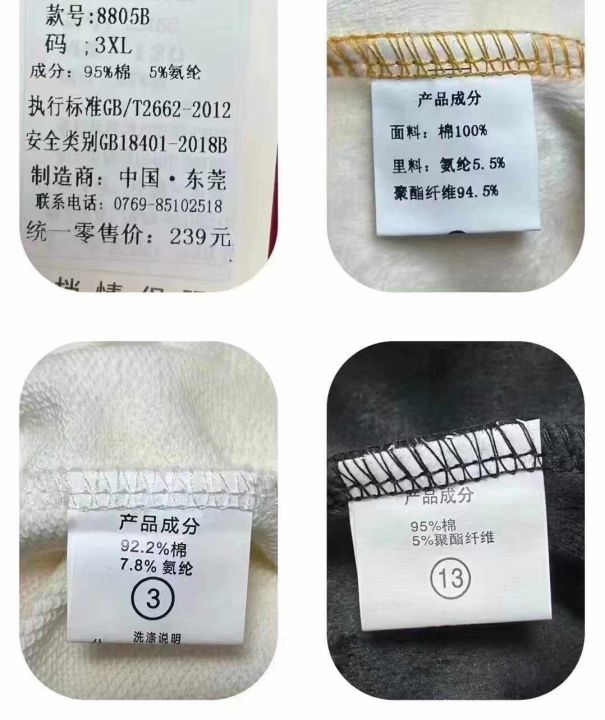 款号:8805B
码 ;3XL
成分: 95%棉 5%氨纶
执行标准GB/T2662-2012
安全类别GB18401-2018B
制造商: 中国·东莞
联系电话: 0769-85102518
统一零售价: 239元
产品成分
面料: 棉100%
里料: 氨纶5.5%
聚酯纤维94.5%
产品成分
92.2%棉
7.8% 氨纶
3
洗涤说明
产品成分
95%棉
5%聚酯纤维
13